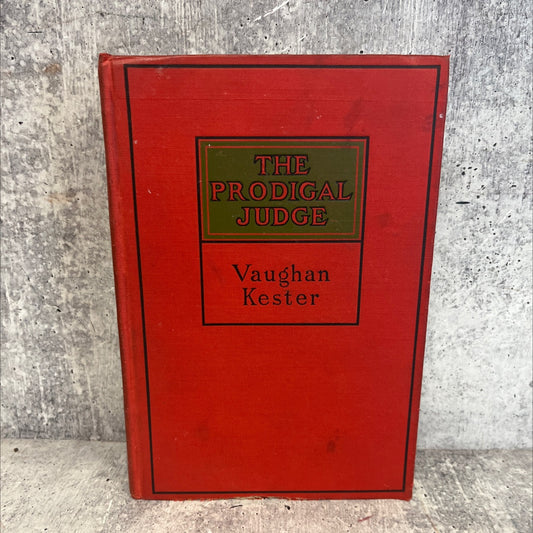 THE
PRODIGAL
JUDGE
Vaughan
Kester